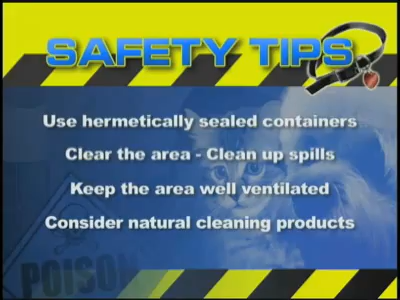 SAFETY TIPS
Use hermetically sealed containers
Clear the area - Clean up spills
Keep the area well ventilated
Consider natural cleaning products
POISON